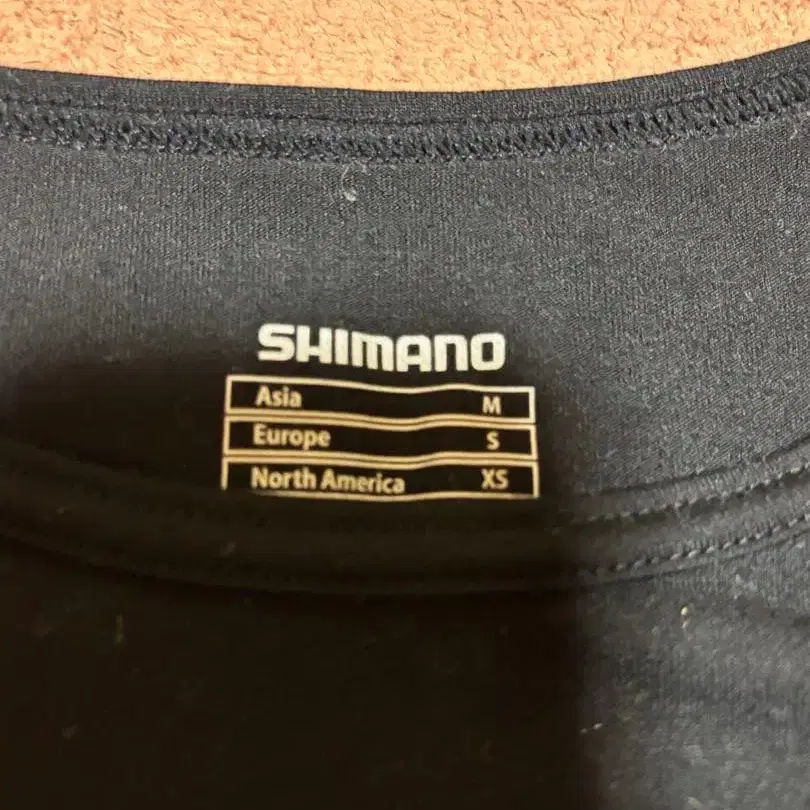 SHIMANO
Asia M
Europe S
North America XS